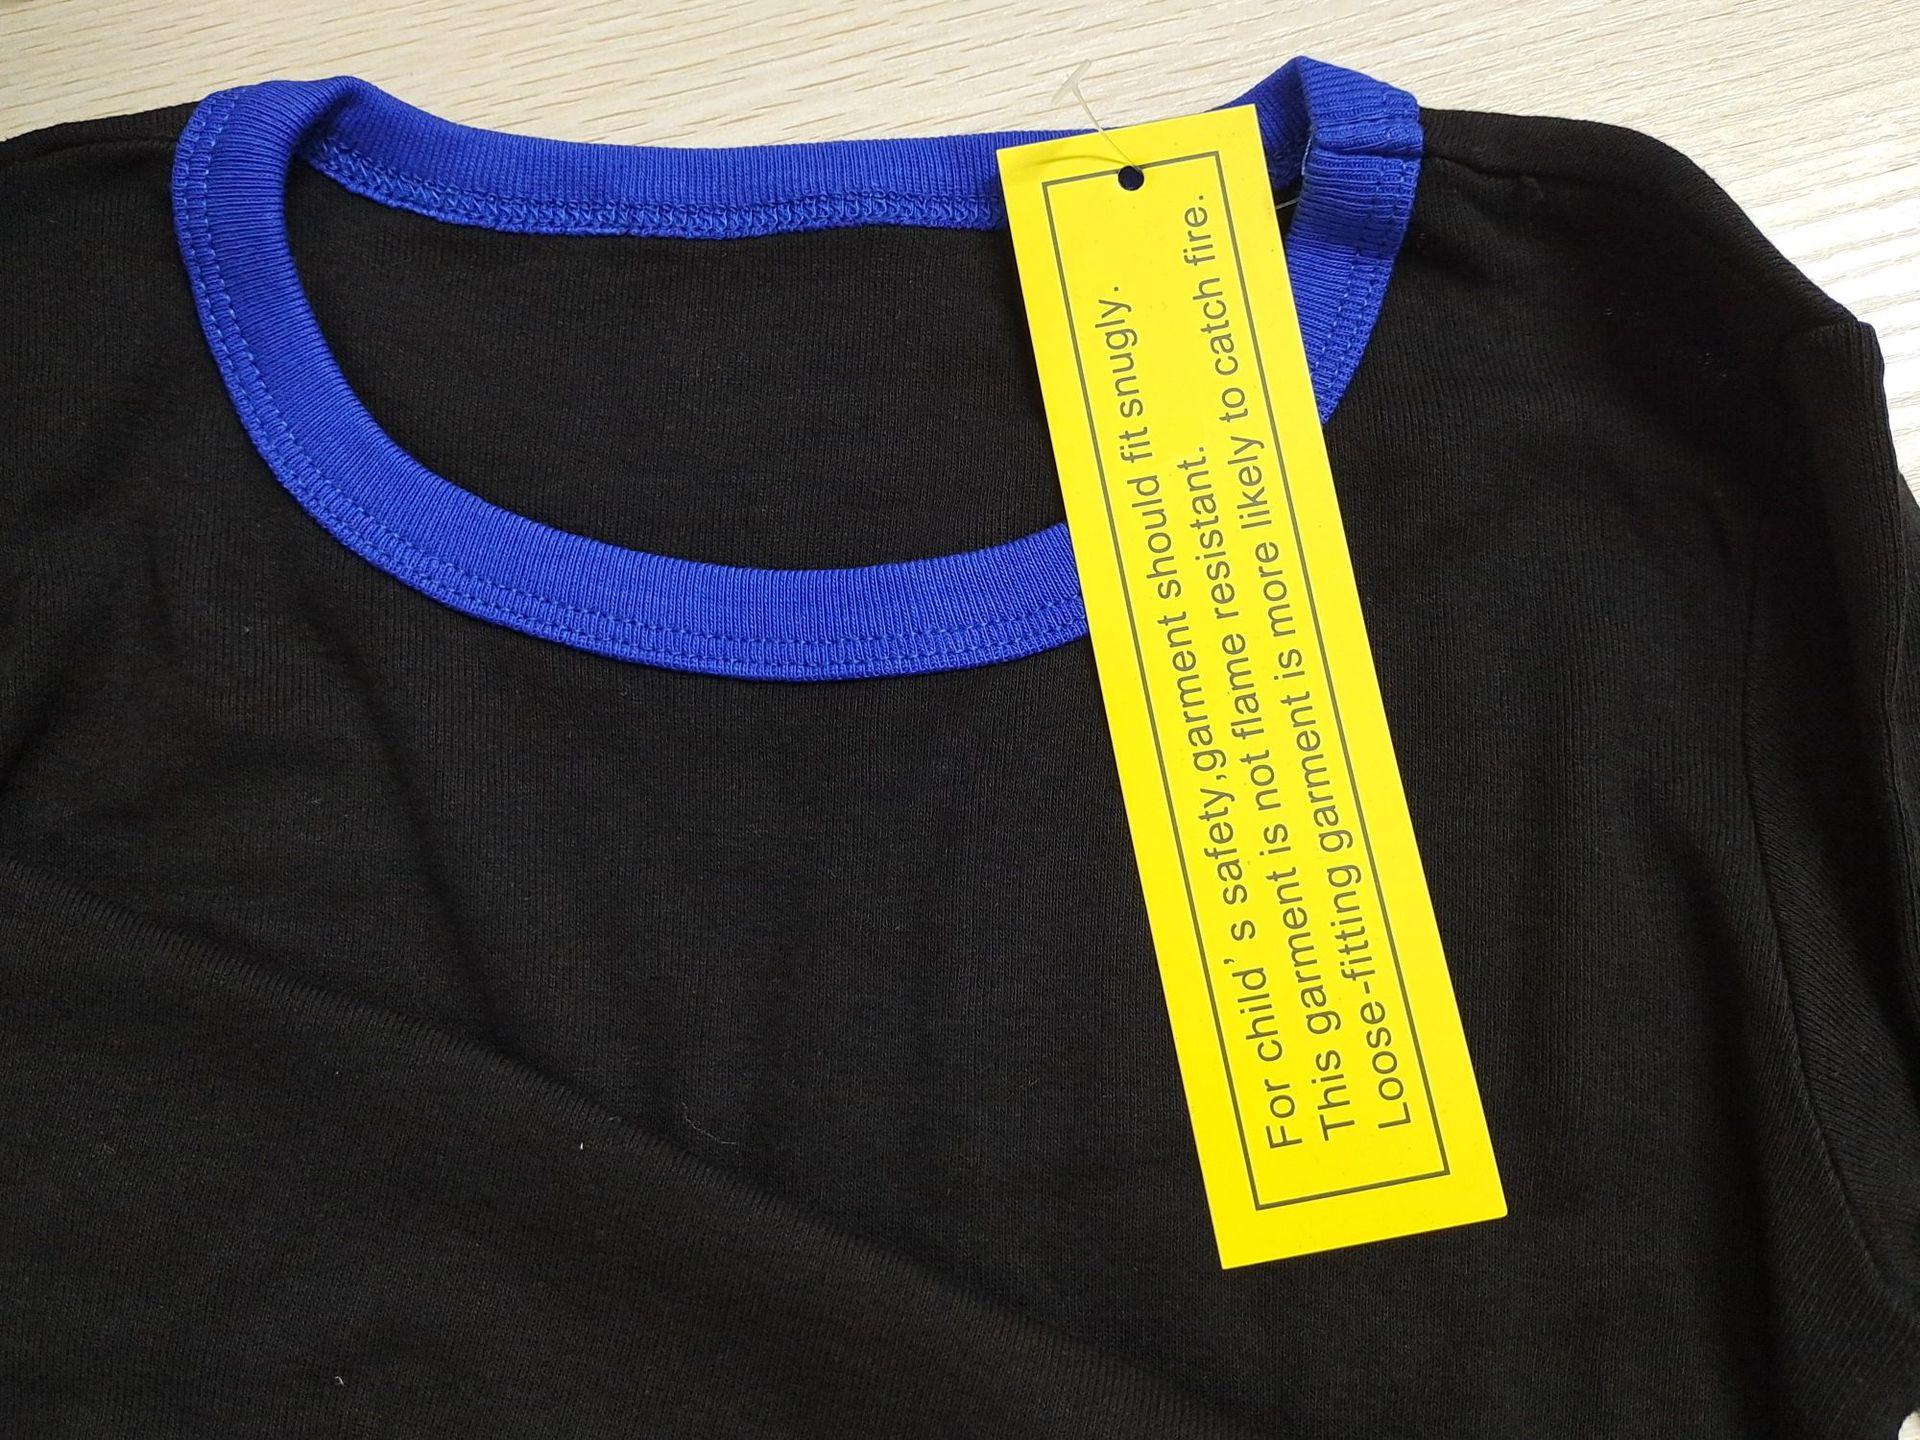 For child's safety,garment should fit snugly.
This garment is not flame resistant.
Loose-fitting garment is more likely to catch fire.